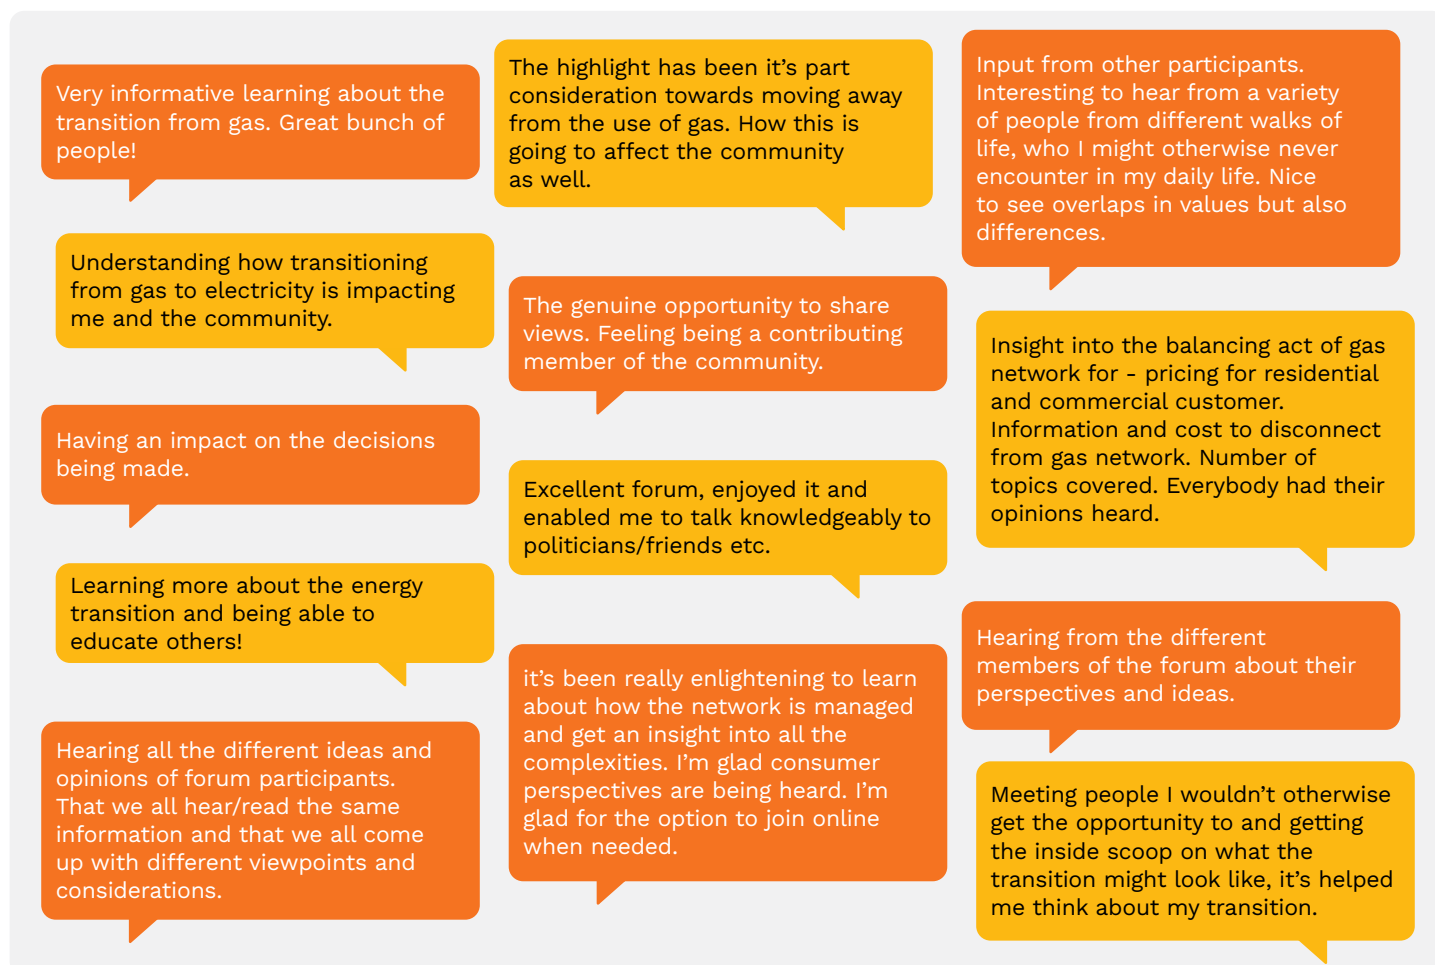 Very informative learning about the
transition from gas. Great bunch of
people!
Understanding how transitioning
from gas to electricity is impacting
me and the community.
Having an impact on the decisions
being made.
Learning more about the energy
transition and being able to
educate others!
Hearing all the different ideas and
opinions of forum participants.
That we all hear/read the same
information and that we all come
up with different viewpoints and
considerations.
The highlight has been it’s part
consideration towards moving away
from the use of gas. How this is
going to affect the community
as well.
The genuine opportunity to share
views. Feeling being a contributing
member of the community.
Excellent forum, enjoyed it and
enabled me to talk knowledgeably to
politicians/friends etc.
it’s been really enlightening to learn
about how the network is managed
and get an insight into all the
complexities. I’m glad consumer
perspectives are being heard. I’m
glad for the option to join online
when needed.
Input from other participants.
Interesting to hear from a variety
of people from different walks of
life, who I might otherwise never
encounter in my daily life. Nice
to see overlaps in values but also
differences.
Insight into the balancing act of gas
network for - pricing for residential
and commercial customer.
Information and cost to disconnect
from gas network. Number of
topics covered. Everybody had their
opinions heard.
Hearing from the different
members of the forum about their
perspectives and ideas.
Meeting people I wouldn’t otherwise
get the opportunity to and getting
the inside scoop on what the
transition might look like, it’s helped
me think about my transition.